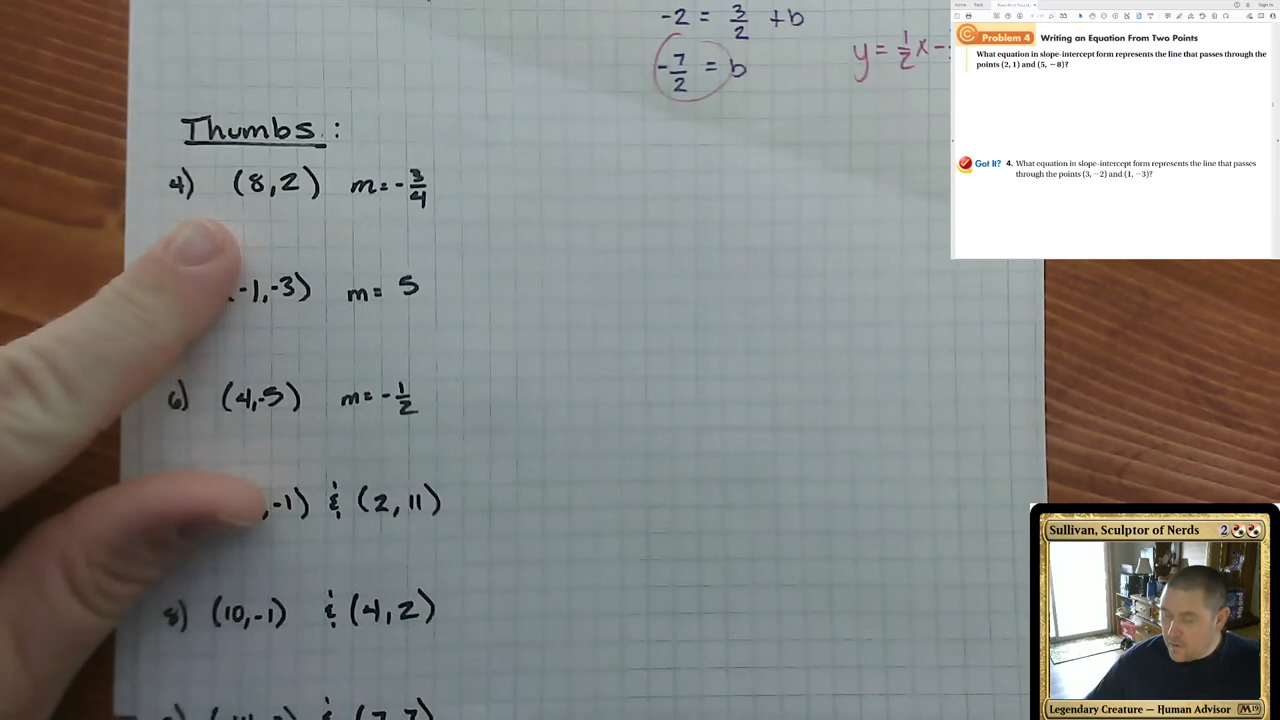 -2 = 3/2 + b
-7/2 = b
y = 1/2 x -
Thumbs :
4) (8,2) m = -3/4
-1,-3) m = 5
6) (4,-5) m = -1/2
,-1) & (2,11)
8) (10,-1) & (4,2)
& (7,7)
Problem 4 Writing an Equation From Two Points
What equation in slope-intercept form represents the line that passes through the
points (2, 1) and (5, −8)?
Got It? 4. What equation in slope-intercept form represents the line that passes
through the points (3, −2) and (1, −3)?
Sullivan, Sculptor of Nerds 2
Legendary Creature — Human Advisor M19